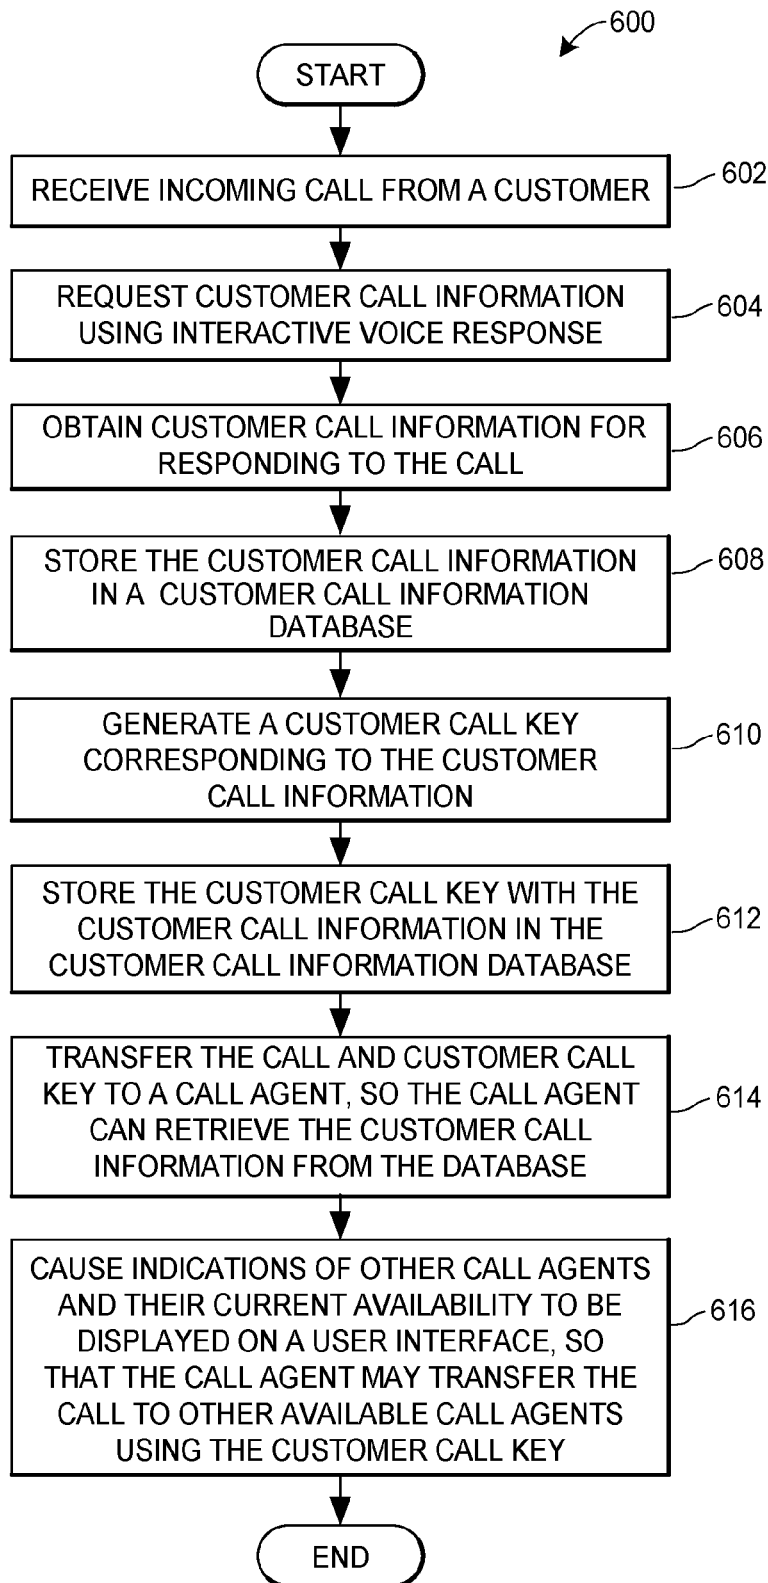 600
START
RECEIVE INCOMING CALL FROM A CUSTOMER
602
REQUEST CUSTOMER CALL INFORMATION
USING INTERACTIVE VOICE RESPONSE
604
OBTAIN CUSTOMER CALL INFORMATION FOR
RESPONDING TO THE CALL
606
STORE THE CUSTOMER CALL INFORMATION
IN A CUSTOMER CALL INFORMATION
DATABASE
608
GENERATE A CUSTOMER CALL KEY
CORRESPONDING TO THE CUSTOMER
CALL INFORMATION
610
STORE THE CUSTOMER CALL KEY WITH THE
CUSTOMER CALL INFORMATION IN THE
CUSTOMER CALL INFORMATION DATABASE
612
TRANSFER THE CALL AND CUSTOMER CALL
KEY TO A CALL AGENT, SO THE CALL AGENT
CAN RETRIEVE THE CUSTOMER CALL
INFORMATION FROM THE DATABASE
614
CAUSE INDICATIONS OF OTHER CALL AGENTS
AND THEIR CURRENT AVAILABILITY TO BE
DISPLAYED ON A USER INTERFACE, SO
THAT THE CALL AGENT MAY TRANSFER THE
CALL TO OTHER AVAILABLE CALL AGENTS
USING THE CUSTOMER CALL KEY
616
END